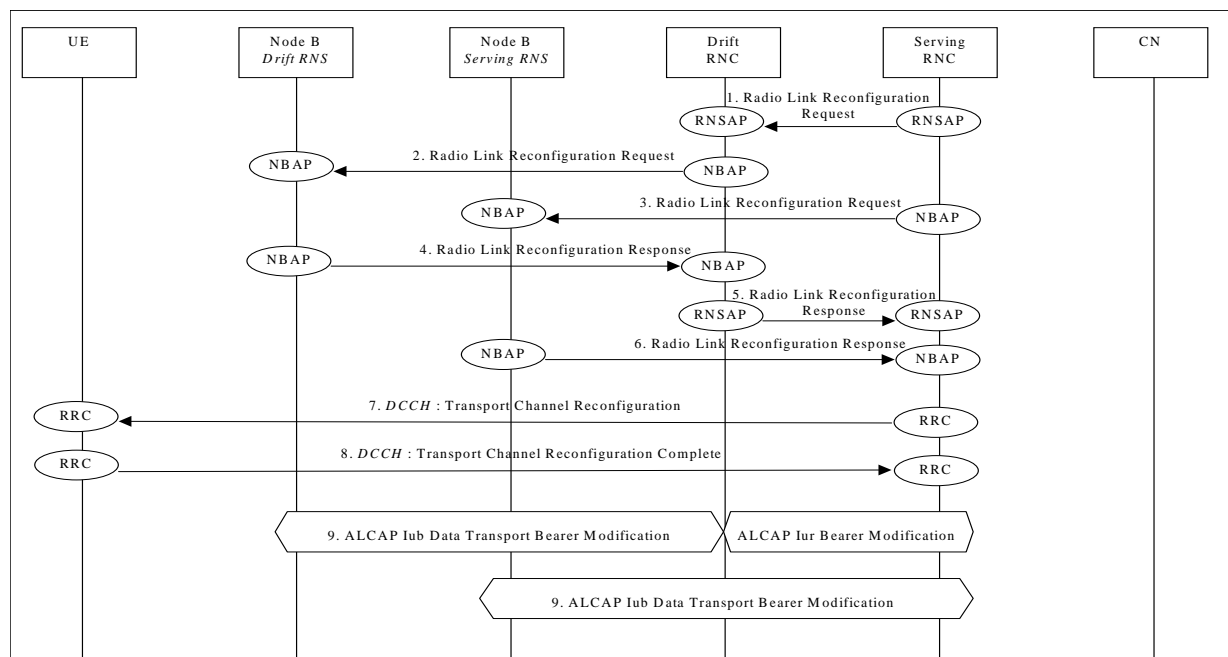 UE
Node B
Drift RNS
Node B
Serving RNS
Drift
RNC
Serving
RNC
CN
1. Radio Link Reconfiguration
Request
RNSAP
RNSAP
2. Radio Link Reconfiguration Request
NBAP
NBAP
3. Radio Link Reconfiguration Request
NBAP
NBAP
4. Radio Link Reconfiguration Response
NBAP
NBAP
5. Radio Link Reconfiguration
Response
RNSAP
RNSAP
6. Radio Link Reconfiguration Response
NBAP
NBAP
7. DCCH : Transport Channel Reconfiguration
RRC
RRC
8. DCCH : Transport Channel Reconfiguration Complete
RRC
RRC
9. ALCAP Iub Data Transport Bearer Modification
ALCAP Iur Bearer Modification
9. ALCAP Iub Data Transport Bearer Modification